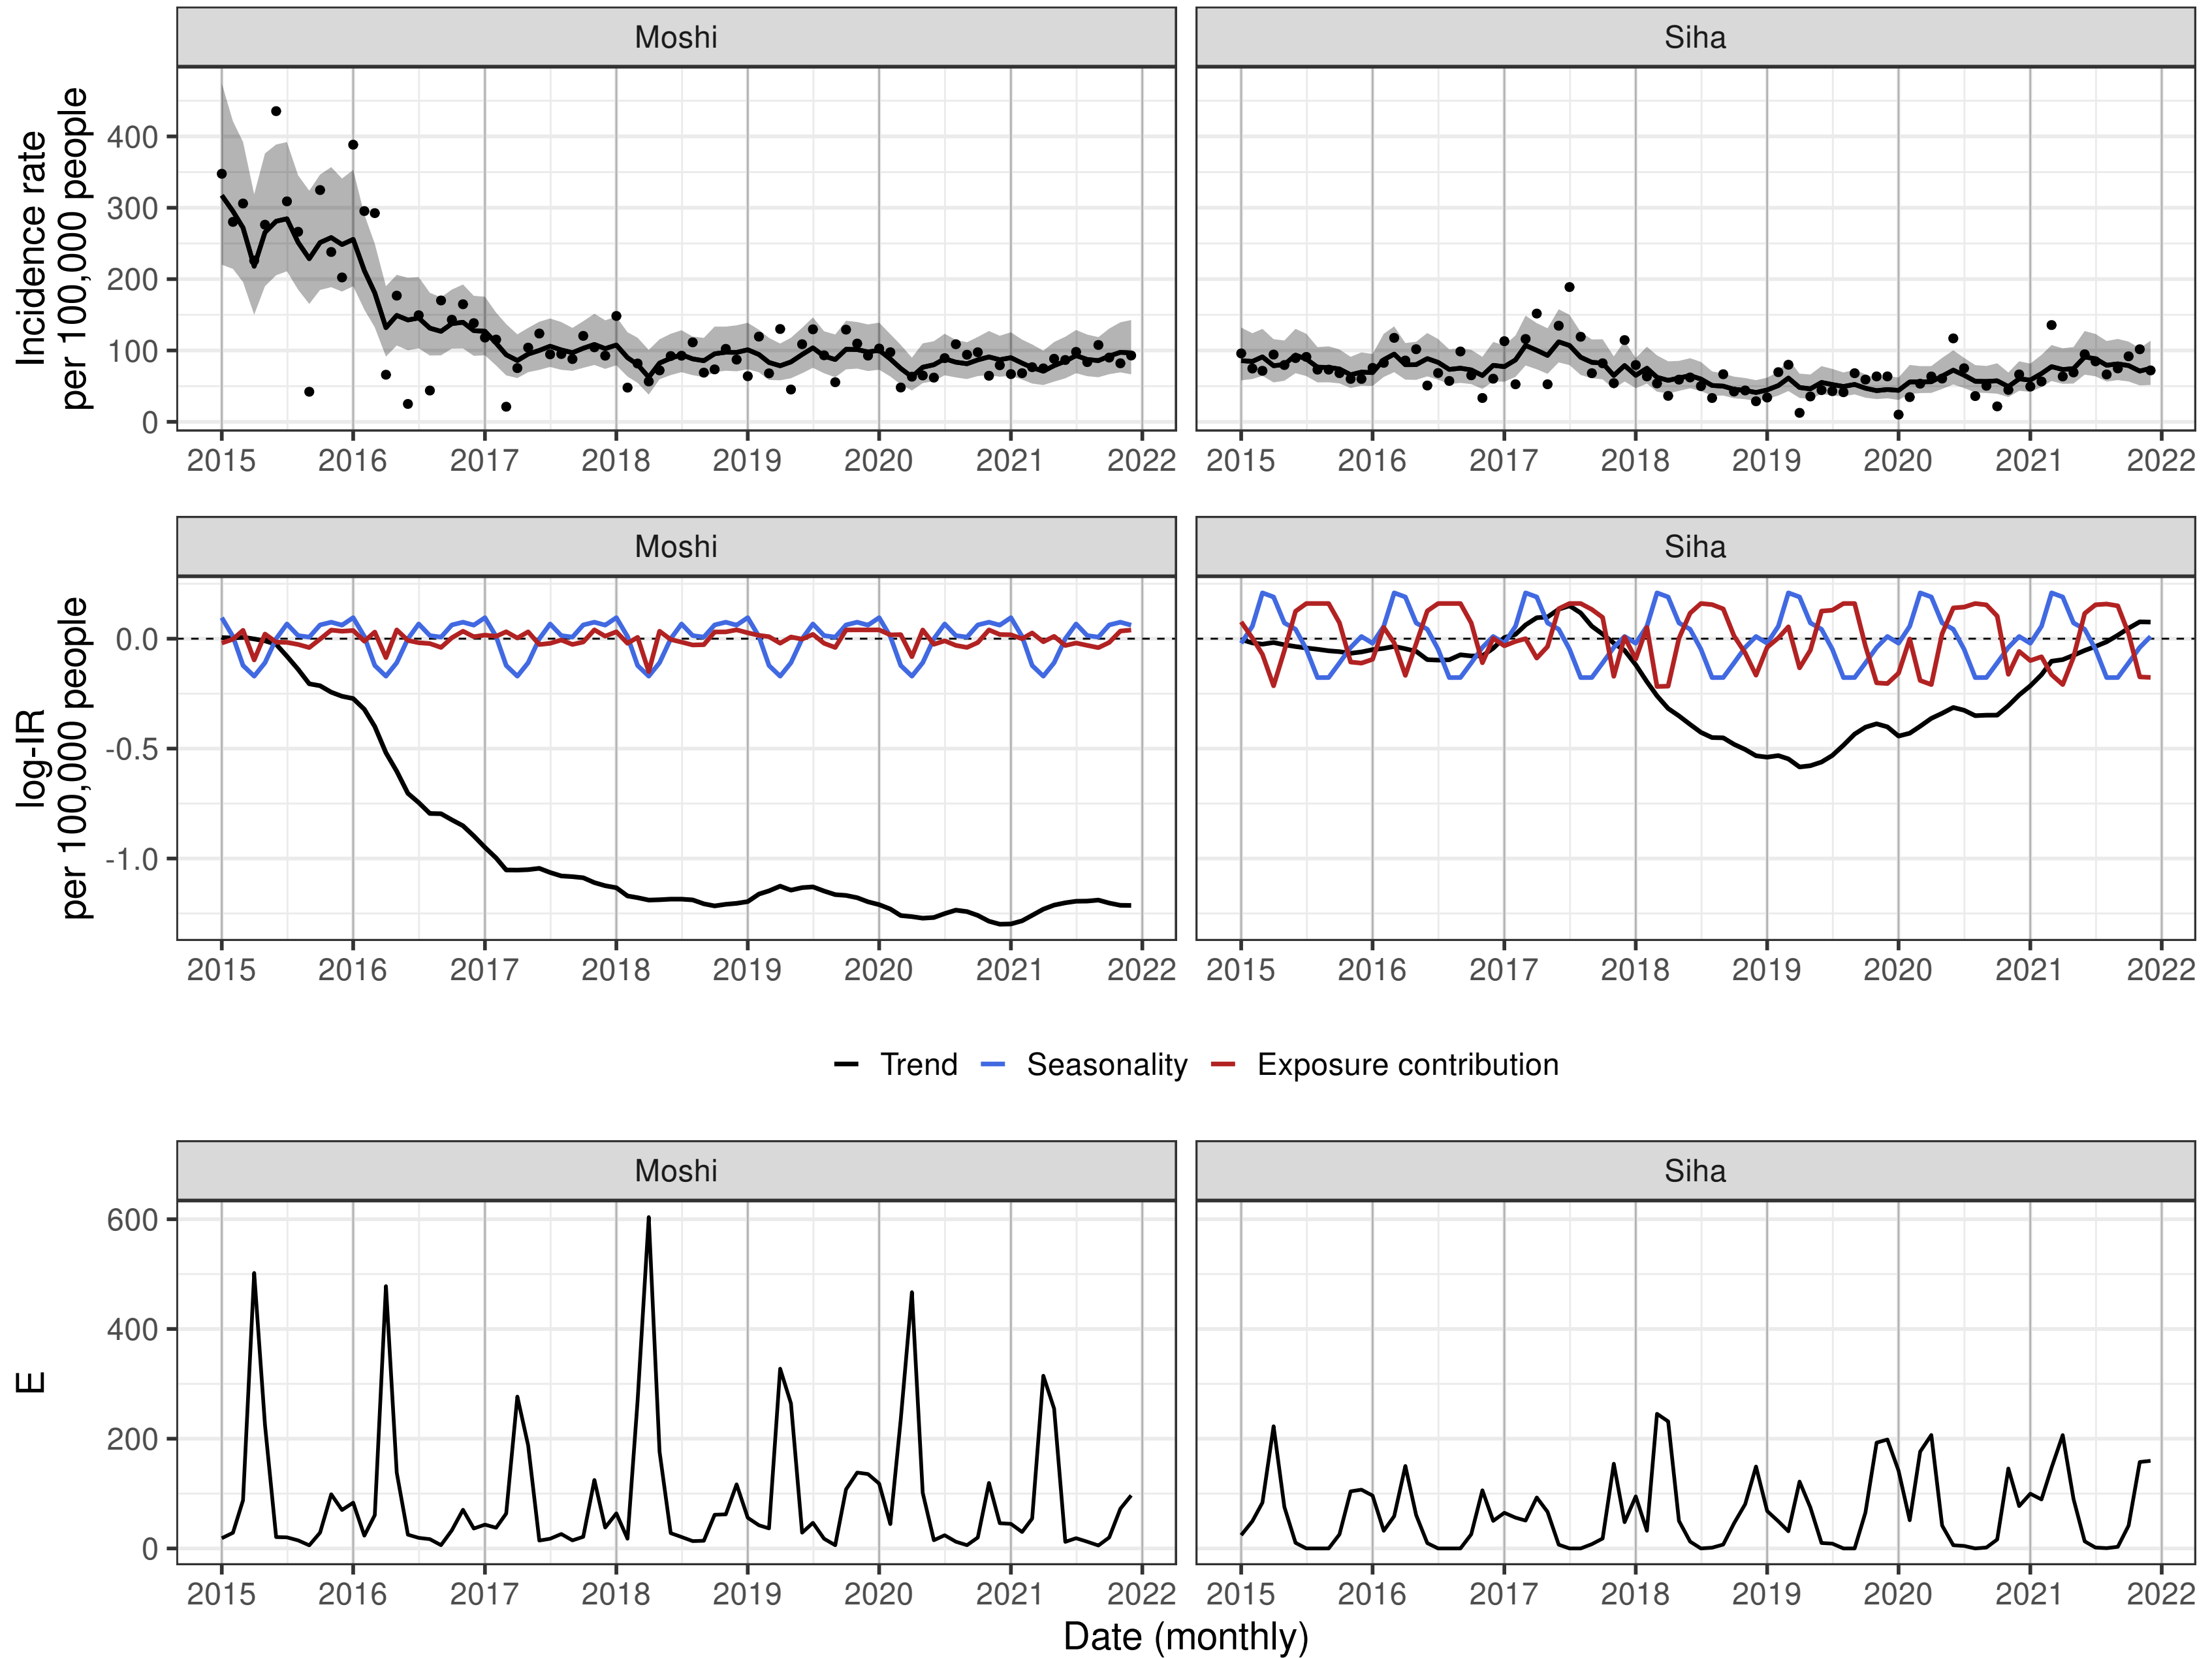 Moshi
Siha
Incidence rate
per 100,000 people
400
300
200
100
0
2015 2016 2017 2018 2019 2020 2021 2022
2015 2016 2017 2018 2019 2020 2021 2022
Moshi
Siha
log-IR
per 100,000 people
0.0
-0.5
-1.0
2015 2016 2017 2018 2019 2020 2021 2022
2015 2016 2017 2018 2019 2020 2021 2022
Trend Seasonality Exposure contribution
Moshi
Siha
E
600
400
200
0
2015 2016 2017 2018 2019 2020 2021 2022
2015 2016 2017 2018 2019 2020 2021 2022
Date (monthly)